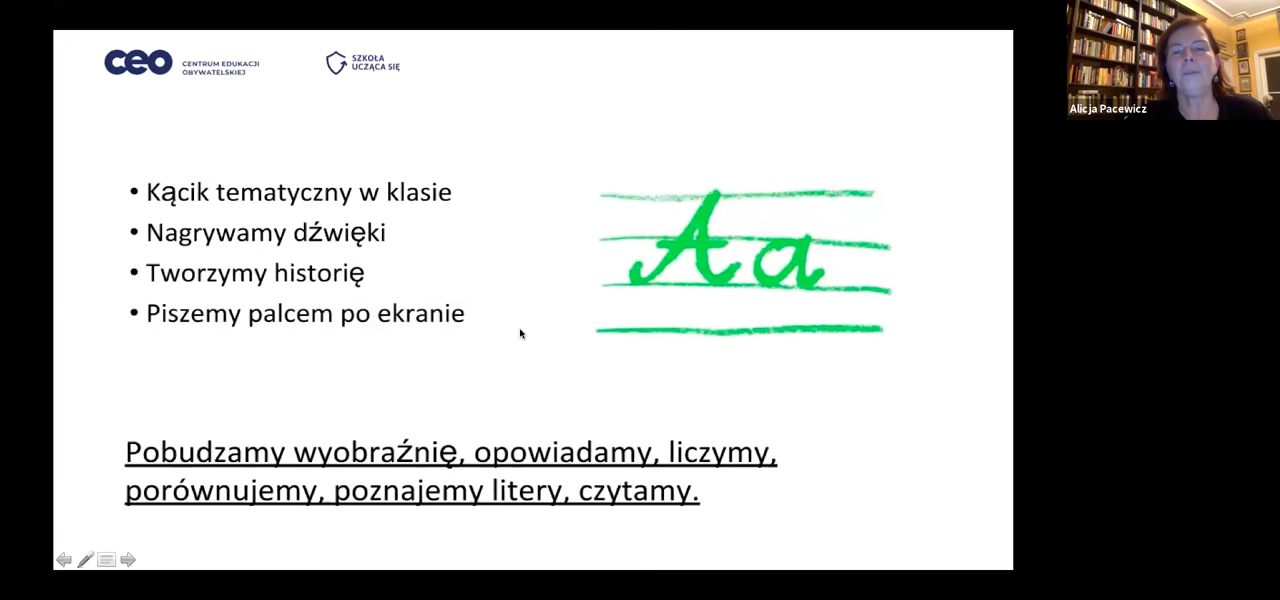 ceo CENTRUM EDUKACJI
OBYWATELSKIEJ
SZKOŁA
UCZĄCA SIĘ
Alicja Pacewicz
• Kącik tematyczny w klasie
• Nagrywamy dźwięki
• Tworzymy historię
• Piszemy palcem po ekranie
Aa
Pobudzamy wyobraźnię, opowiadamy, liczymy,
porównujemy, poznajemy litery, czytamy.